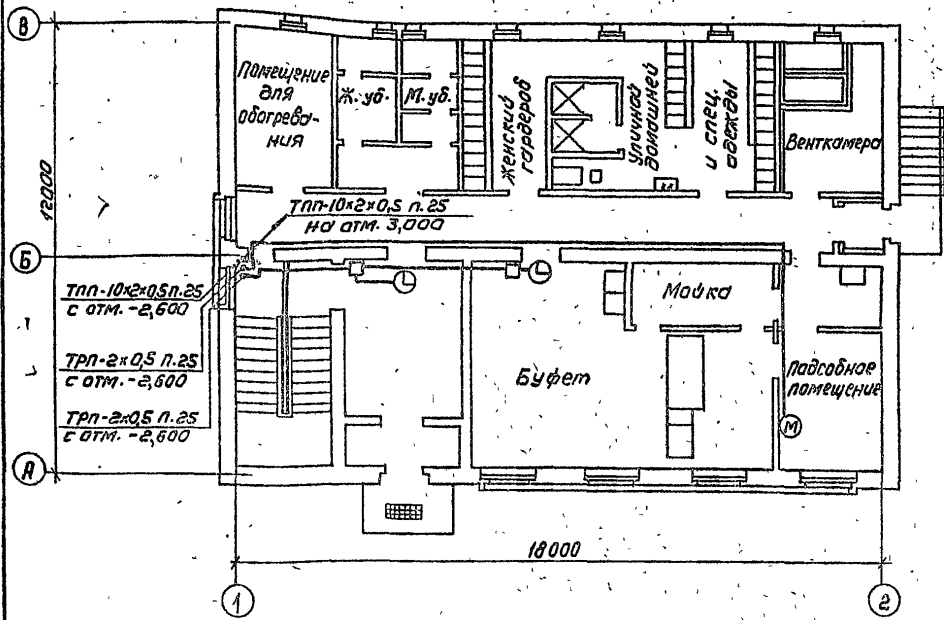 В
Помещение
для
обогрева-
ния
Ж. уб.
М. уб.
Женский
гардероб
Уличной
домашней
и спец.
одежды
Венткамера
12000
ТПП-10×2×0,5 п.25
на отм. 3,000
Б
ТПП-10×2×0,5 п.25
с отм. -2,600
ТРП-2×0,5 п.25
с отм. -2,600
ТРП-2×0,5 п.25
с отм. -2,600
Мойка
Буфет
Подсобное
помещение
М
А
18000
1
2